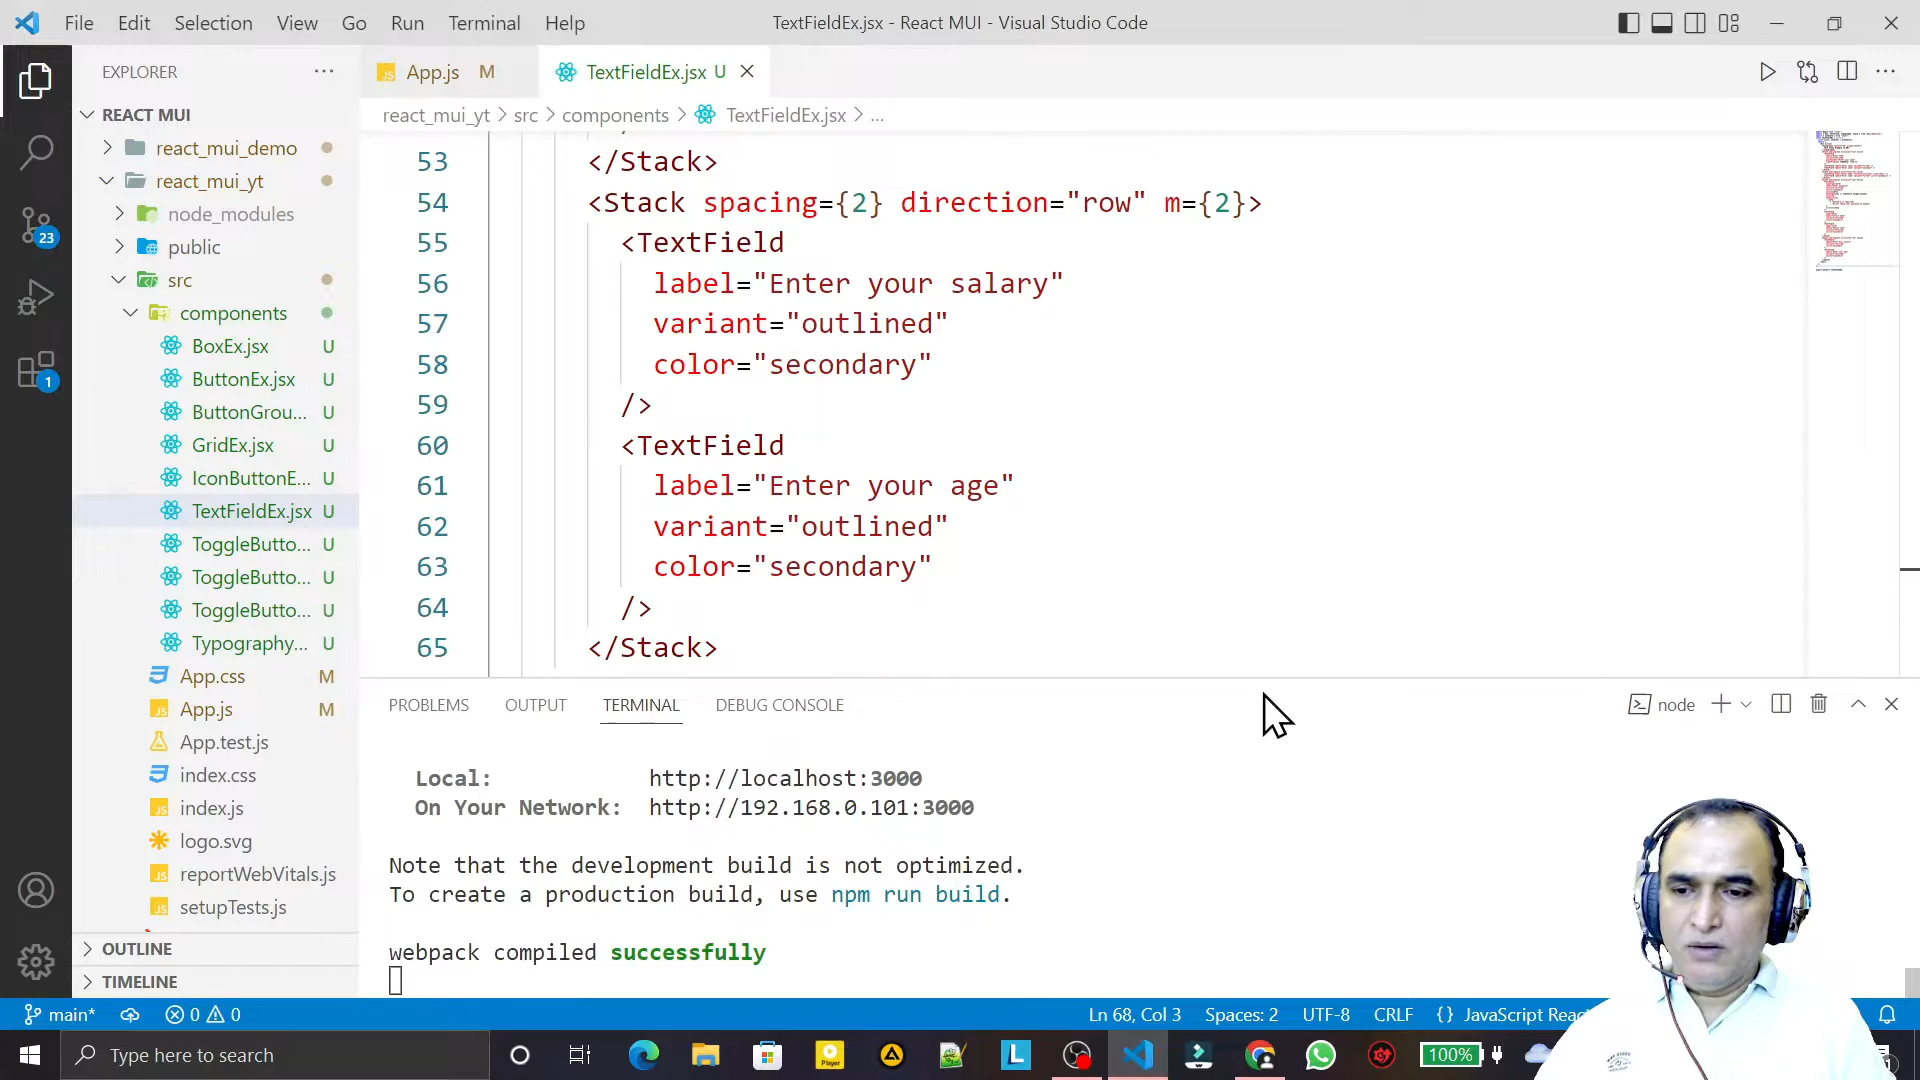 File Edit Selection View Go Run Terminal Help
TextFieldEx.jsx - React MUI - Visual Studio Code
EXPLORER
App.js M
TextFieldEx.jsx U
react_mui_yt > src > components > TextFieldEx.jsx > ...
REACT MUI
react_mui_demo
react_mui_yt
node_modules
public
src
components
BoxEx.jsx U
ButtonEx.jsx U
ButtonGrou... U
GridEx.jsx U
IconButtonE... U
TextFieldEx.jsx U
ToggleButto... U
ToggleButto... U
ToggleButto... U
Typography... U
App.css M
App.js M
App.test.js
index.css
index.js
logo.svg
reportWebVitals.js
setupTests.js
OUTLINE
TIMELINE
23
1
53 </Stack>
54 <Stack spacing={2} direction="row" m={2}>
55 <TextField
56 label="Enter your salary"
57 variant="outlined"
58 color="secondary"
59 />
60 <TextField
61 label="Enter your age"
62 variant="outlined"
63 color="secondary"
64 />
65 </Stack>
PROBLEMS OUTPUT TERMINAL DEBUG CONSOLE
node
Local: http://localhost:3000
On Your Network: http://192.168.0.101:3000
Note that the development build is not optimized.
To create a production build, use npm run build.
webpack compiled successfully
main* 0 0
Ln 68, Col 3 Spaces: 2 UTF-8 CRLF {} JavaScript Reac
Type here to search
100%